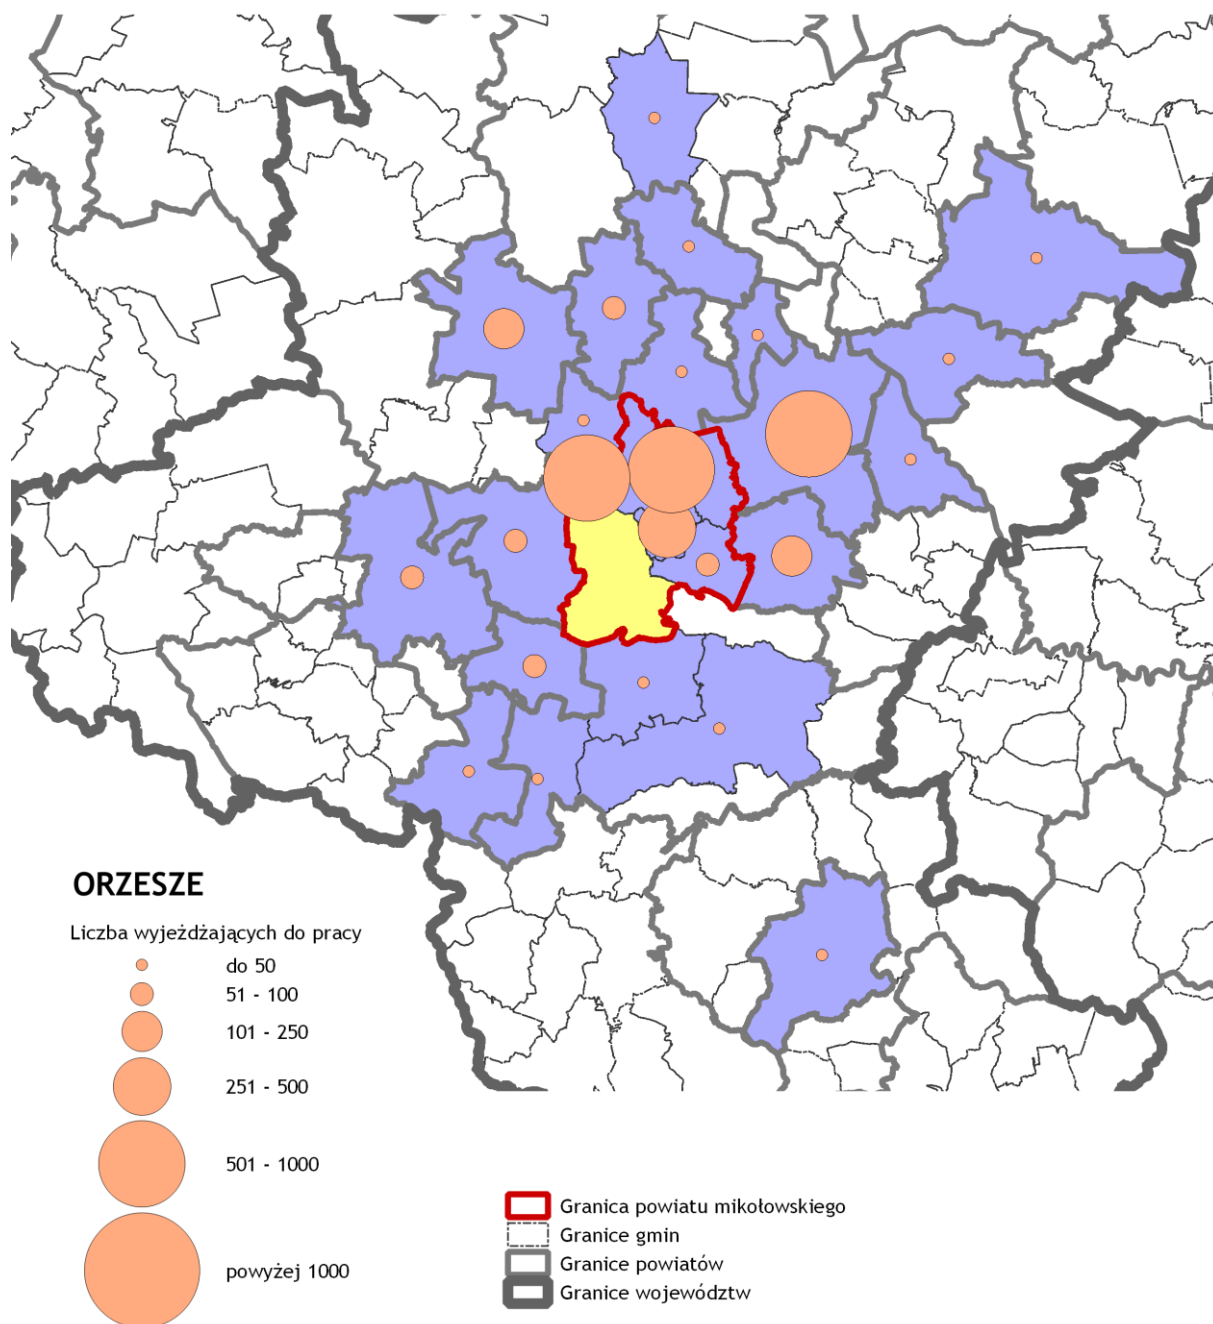 ORZESZE
Liczba wyjeżdżających do pracy
do 50
51 - 100
101 - 250
251 - 500
501 - 1000
powyżej 1000
Granica powiatu mikołowskiego
Granice gmin
Granice powiatów
Granice województw